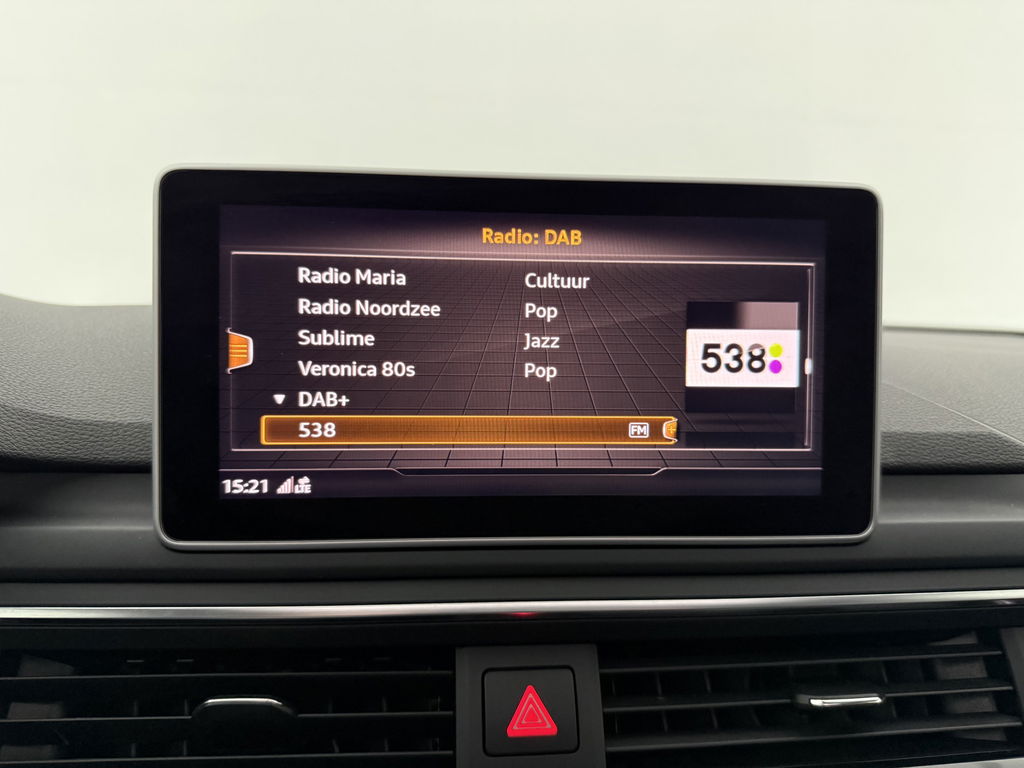 Radio: DAB
Radio Maria Cultuur
Radio Noordzee Pop
Sublime Jazz
Veronica 80s Pop
DAB+
538 FM
538
15:21 LTE